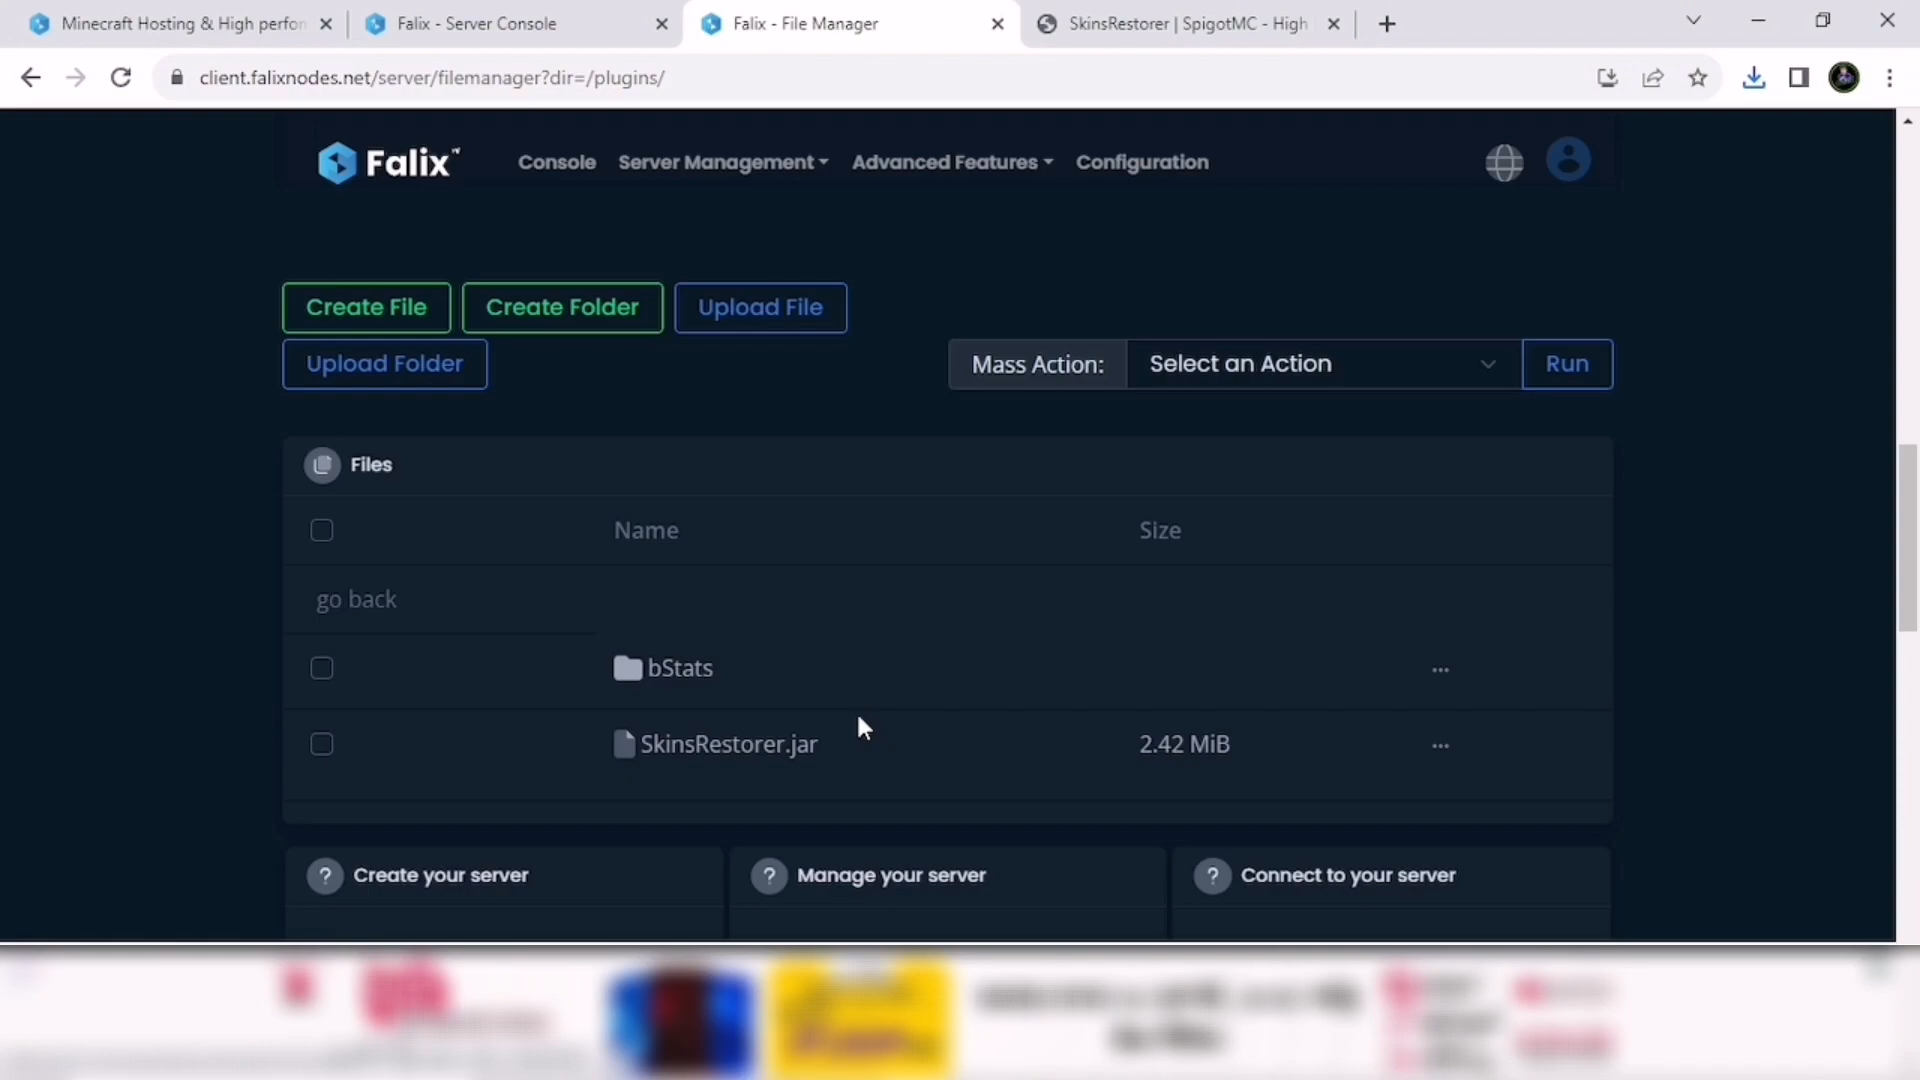 Minecraft Hosting & High perfor
Falix - Server Console
Falix - File Manager
SkinsRestorer | SpigotMC - High
client.falixnodes.net/server/filemanager?dir=/plugins/
Falix
Console
Server Management
Advanced Features
Configuration
Create File
Create Folder
Upload File
Upload Folder
Mass Action:
Select an Action
Run
Files
Name
Size
go back
bStats
...
SkinsRestorer.jar
2.42 MiB
...
? Create your server
? Manage your server
? Connect to your server